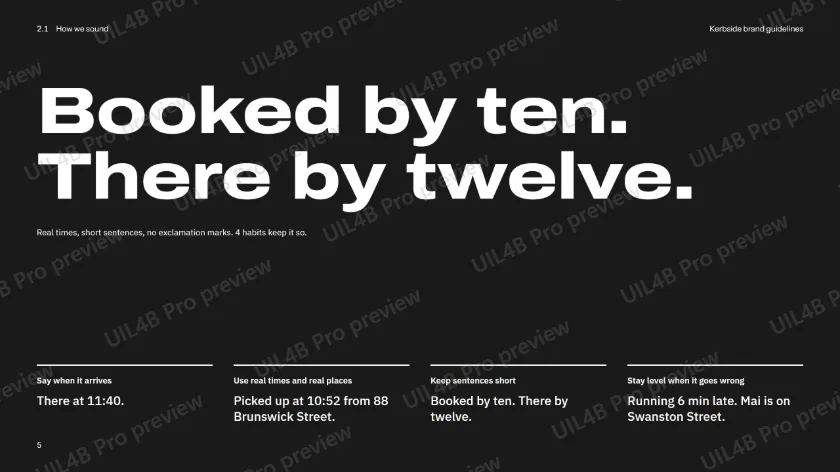 2.1 How we sound
Kerbside brand guidelines
Booked by ten.
There by twelve.
Real times, short sentences, no exclamation marks. 4 habits keep it so.
Say when it arrives
There at 11:40.
Use real times and real places
Picked up at 10:52 from 88
Brunswick Street.
Keep sentences short
Booked by ten. There by
twelve.
Stay level when it goes wrong
Running 6 min late. Mai is on
Swanston Street.
5
UIL4B Pro preview